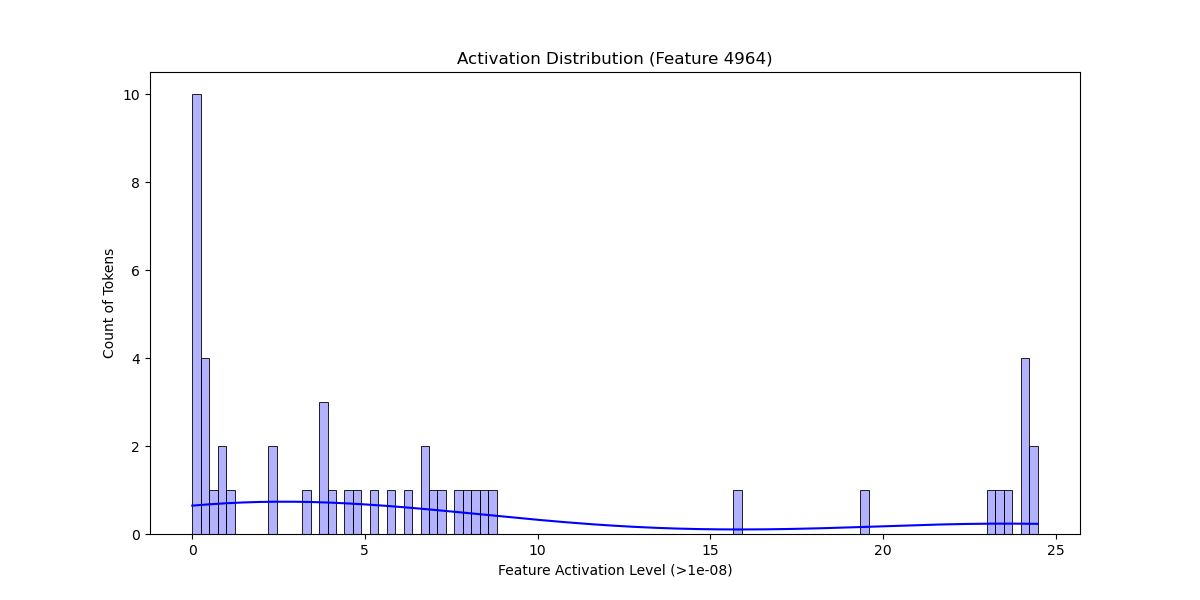 Activation Distribution (Feature 4964)
10
8
6
4
2
0
Count of Tokens
0 5 10 15 20 25
Feature Activation Level (>1e-08)